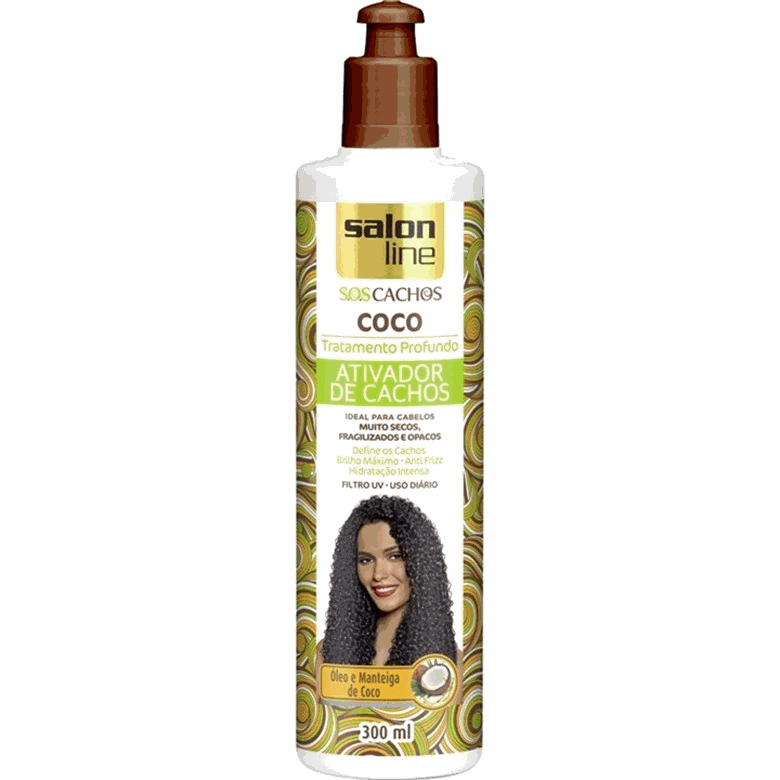 salon
line
S.O.S CACHOS
COCO
Tratamento Profundo
ATIVADOR
DE CACHOS
IDEAL PARA CABELOS
MUITO SECOS,
FRAGILIZADOS E OPACOS
Define os Cachos
Brilho Máximo • Anti Frizz
Hidratação Intensa
FILTRO UV • USO DIÁRIO
Óleo e Manteiga
de Coco
300 ml